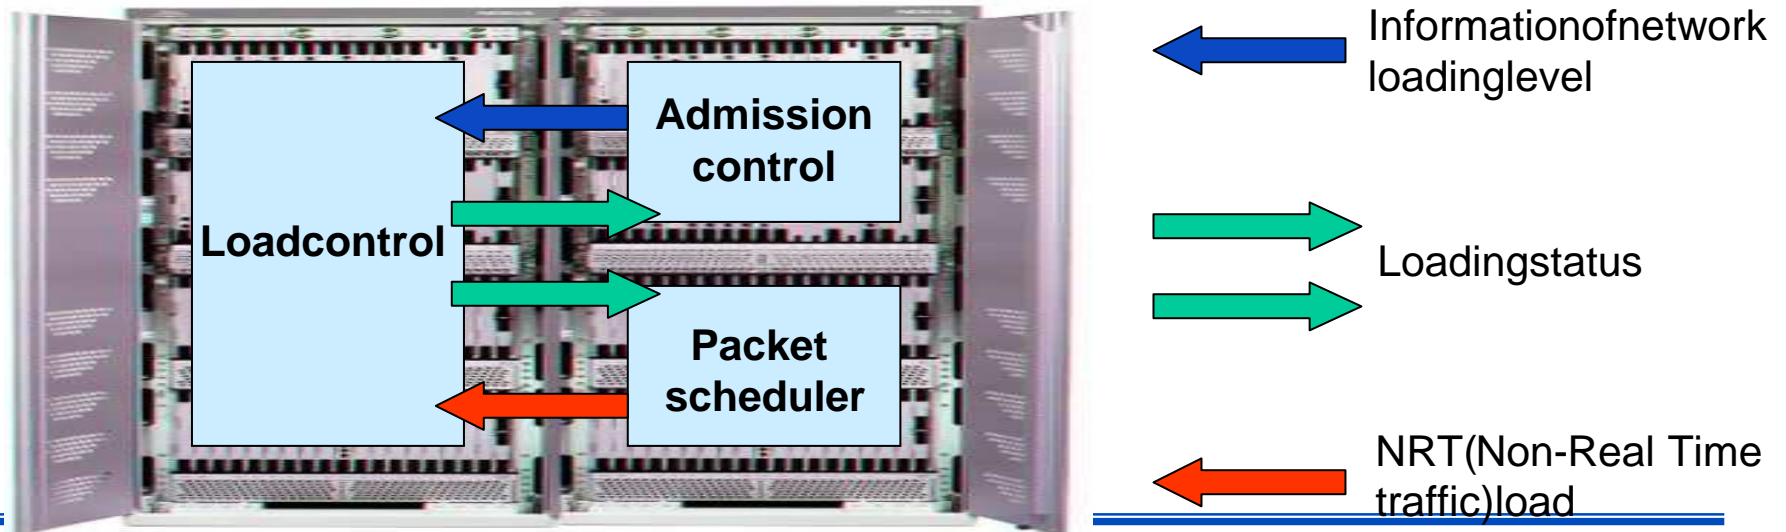 Admission
control
Loadcontrol
Packet
scheduler
Informationofnetwork
loadinglevel
Loadingstatus
NRT(Non-Real Time
traffic)load